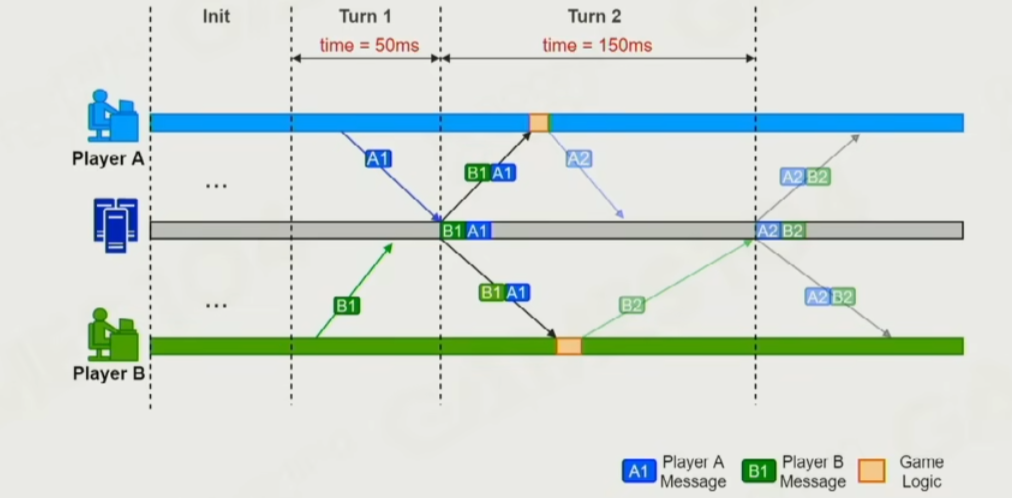 Init
Turn 1
Turn 2
time = 50ms
time = 150ms
Player A
A1
B1 A1
A2
A2 B2
...
B1 A1
A2 B2
...
B1
B1 A1
B2
A2 B2
Player B
A1 Player A Message
B1 Player B Message
Game Logic